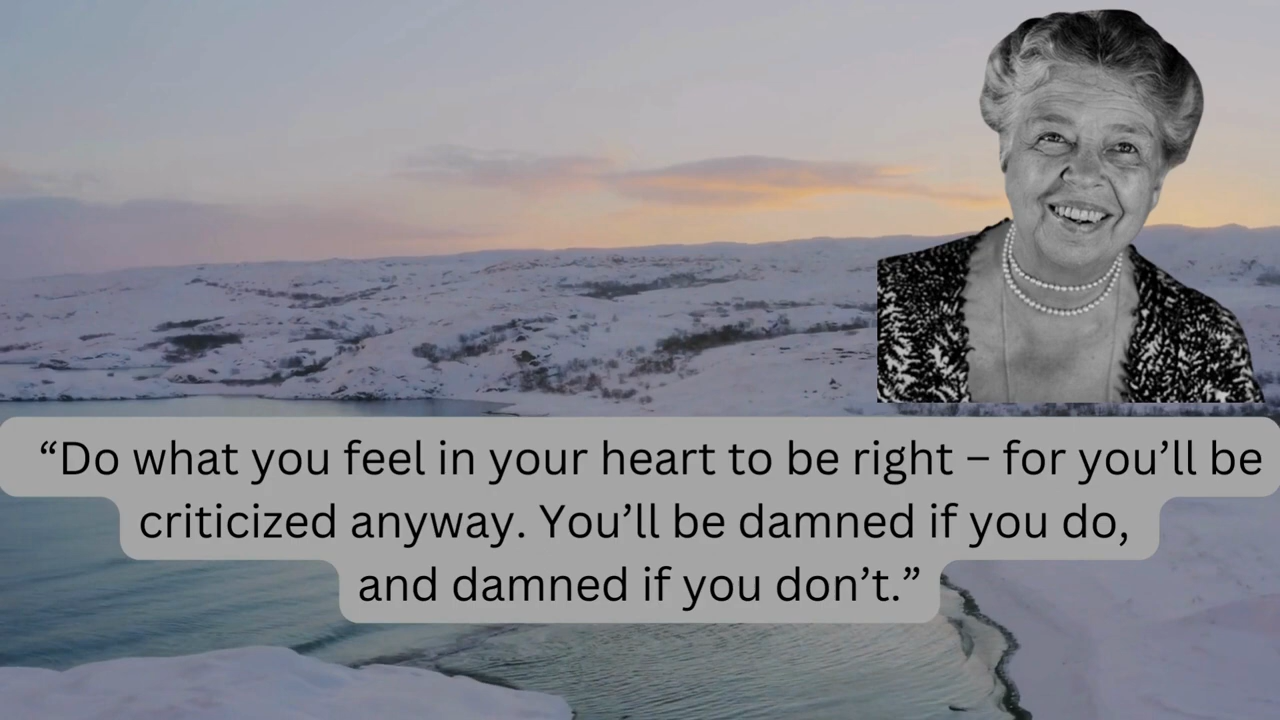 “Do what you feel in your heart to be right – for you’ll be
criticized anyway. You’ll be damned if you do,
and damned if you don’t.”